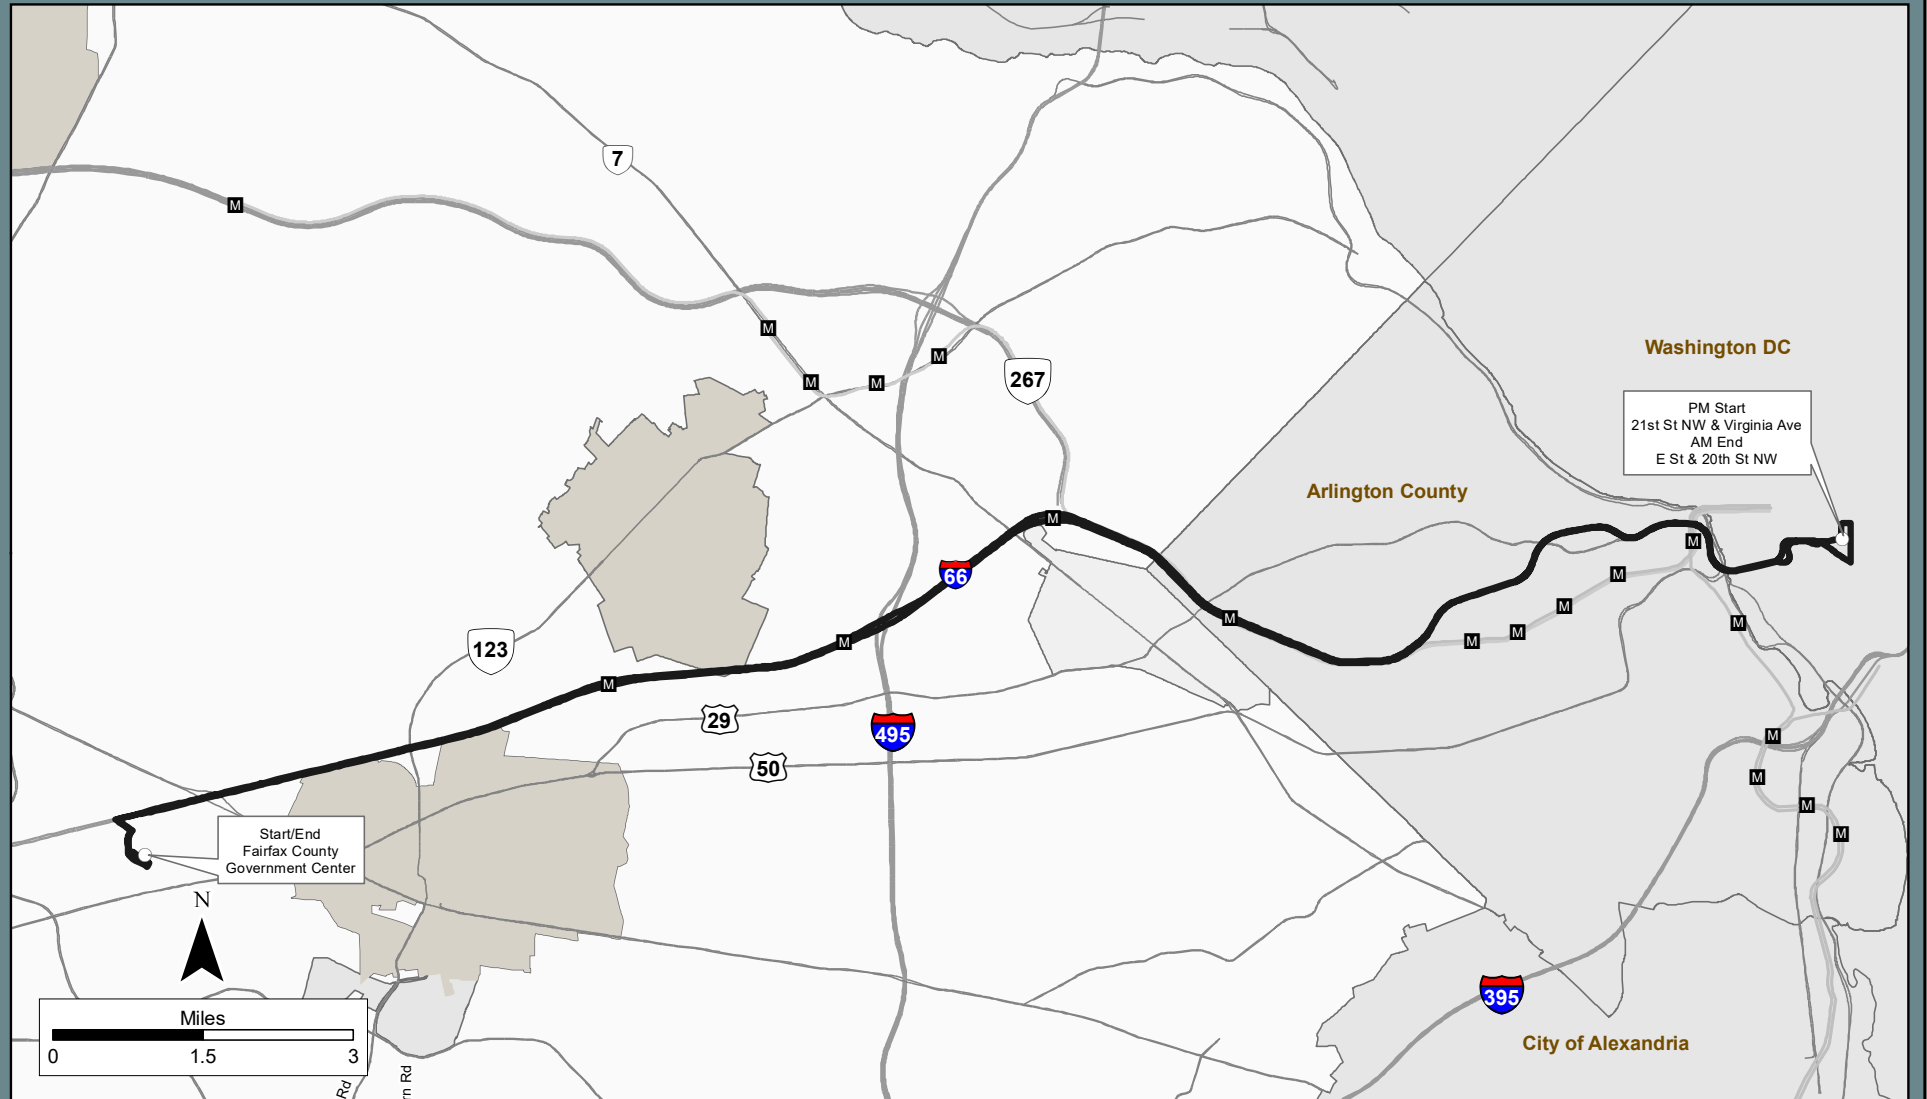 7
M
M
M
M
M
267
Washington DC
PM Start
21st St NW & Virginia Ave
AM End
E St & 20th St NW
Arlington County
M
M
66
M
M
M
M
M
M
M
123
M
M
29
495
50
M
M
M
M
Start/End
Fairfax County
Government Center
N
395
Miles
0 1.5 3
City of Alexandria
Rd
rn Rd